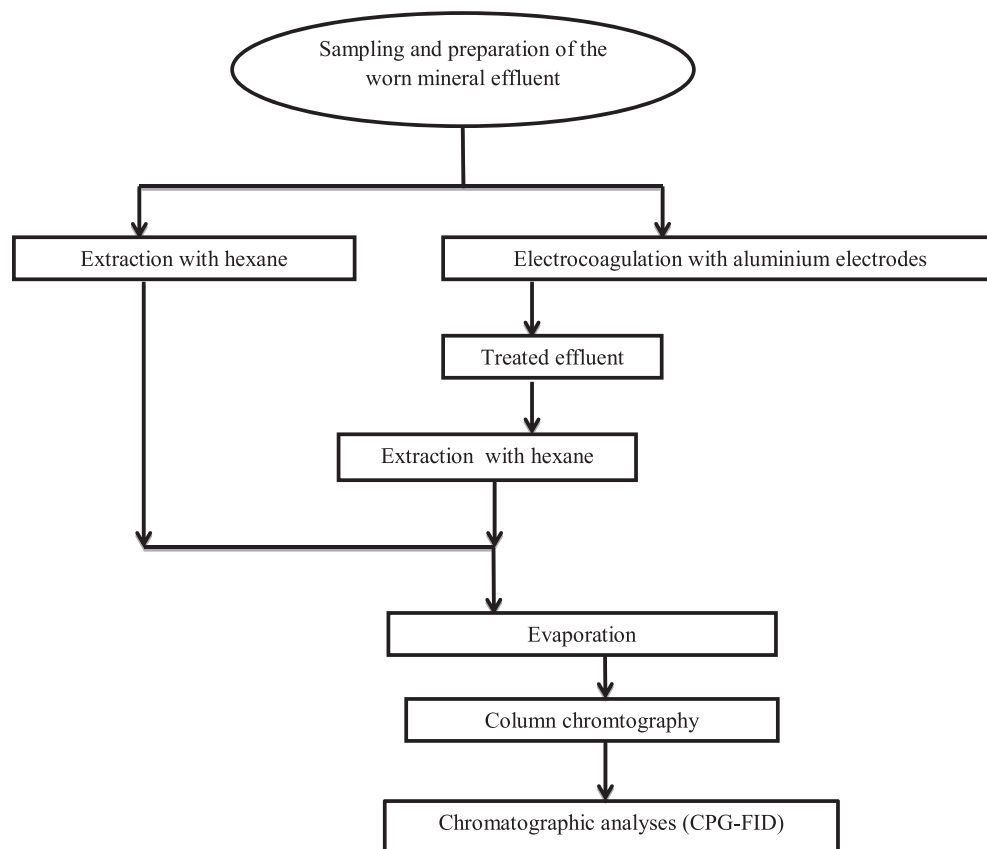 Sampling and preparation of the
worn mineral effluent
Extraction with hexane
Electrocoagulation with aluminium electrodes
Treated effluent
Extraction with hexane
Evaporation
Column chromtography
Chromatographic analyses (CPG-FID)